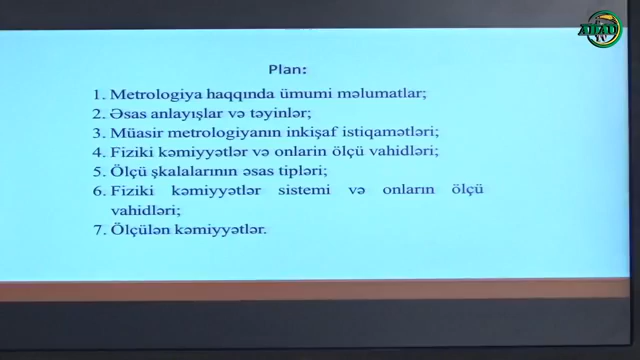 ADAU
Plan:
1. Metrologiya haqqında ümumi məlumatlar;
2. Əsas anlayışlar və təyinlər;
3. Müasir metrologiyanın inkişaf istiqamətləri;
4. Fiziki kəmiyyətlər və onlarin ölçü vahidləri;
5. Ölçü şkalalarının əsas tipləri;
6. Fiziki kəmiyyətlər sistemi və onların ölçü
vahidləri;
7. Ölçülən kəmiyyətlər.